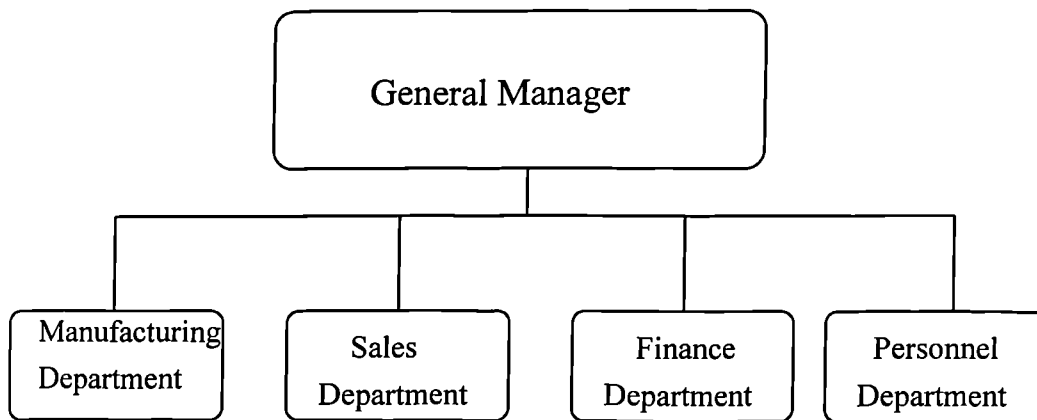 General Manager
Manufacturing
Department
Sales
Department
Finance
Department
Personnel
Department